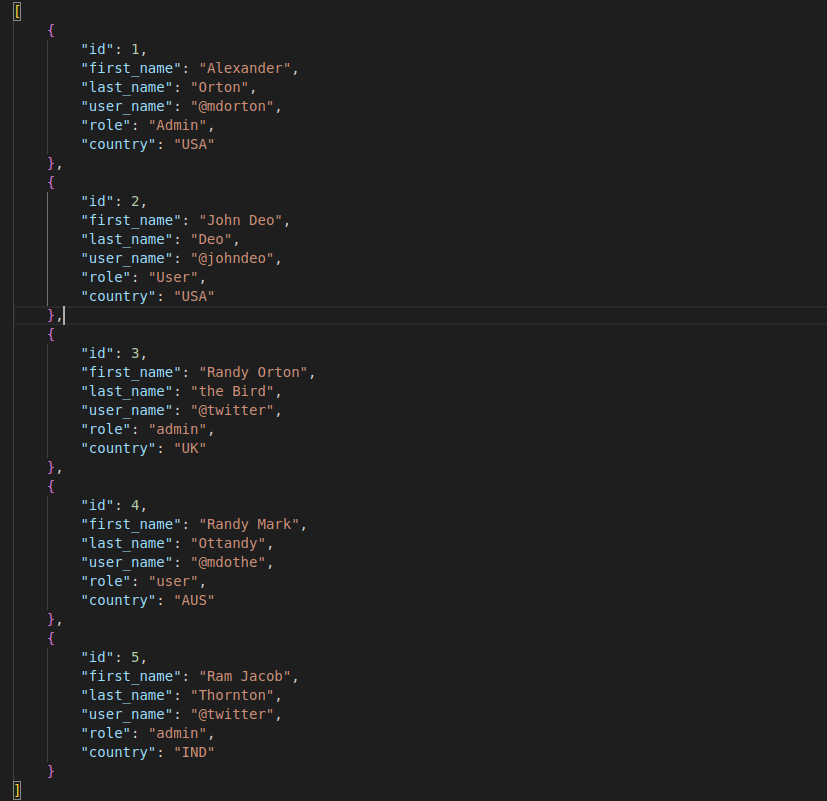 [
    {
        "id": 1,
        "first_name": "Alexander",
        "last_name": "Orton",
        "user_name": "@mdorton",
        "role": "Admin",
        "country": "USA"
    },
    {
        "id": 2,
        "first_name": "John Deo",
        "last_name": "Deo",
        "user_name": "@johndeo",
        "role": "User",
        "country": "USA"
    },
    {
        "id": 3,
        "first_name": "Randy Orton",
        "last_name": "the Bird",
        "user_name": "@twitter",
        "role": "admin",
        "country": "UK"
    },
    {
        "id": 4,
        "first_name": "Randy Mark",
        "last_name": "Ottandy",
        "user_name": "@mdothe",
        "role": "user",
        "country": "AUS"
    },
    {
        "id": 5,
        "first_name": "Ram Jacob",
        "last_name": "Thornton",
        "user_name": "@twitter",
        "role": "admin",
        "country": "IND"
    }
]